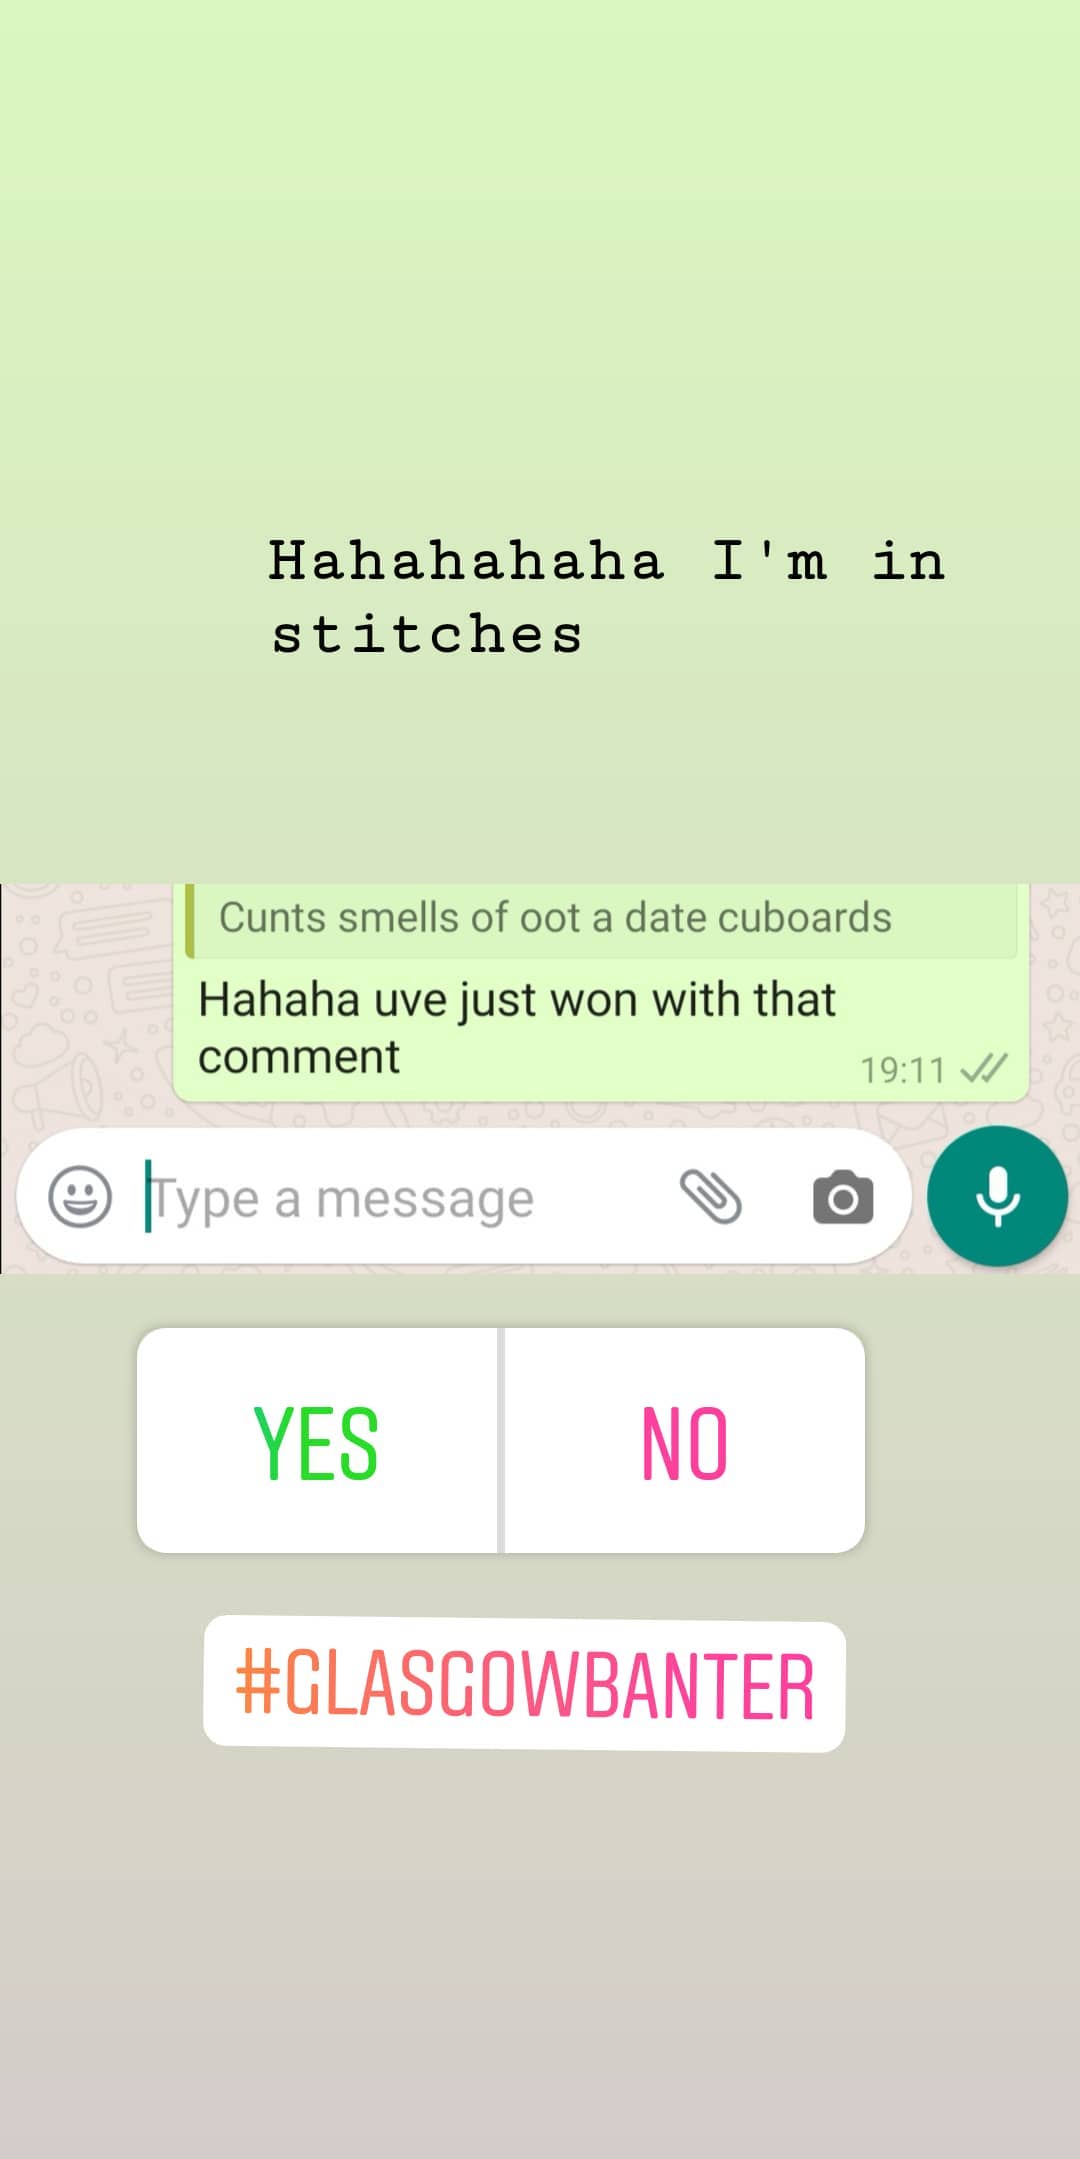 Hahahahaha I'm in
stitches
Cunts smells of oot a date cuboards
Hahaha uve just won with that
comment
19:11
Type a message
YES
NO
#GLASGOWBANTER